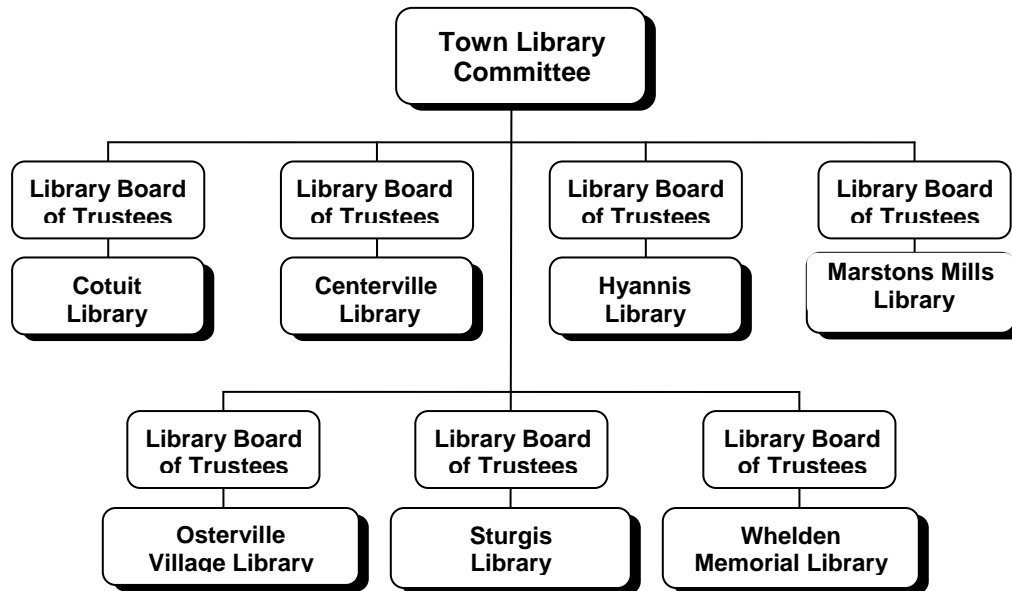 Town Library
Committee
Library Board
of Trustees
Library Board
of Trustees
Library Board
of Trustees
Library Board
of Trustees
Cotuit
Library
Centerville
Library
Hyannis
Library
Marstons Mills
Library
Library Board
of Trustees
Library Board
of Trustees
Library Board
of Trustees
Osterville
Village Library
Sturgis
Library
Whelden
Memorial Library